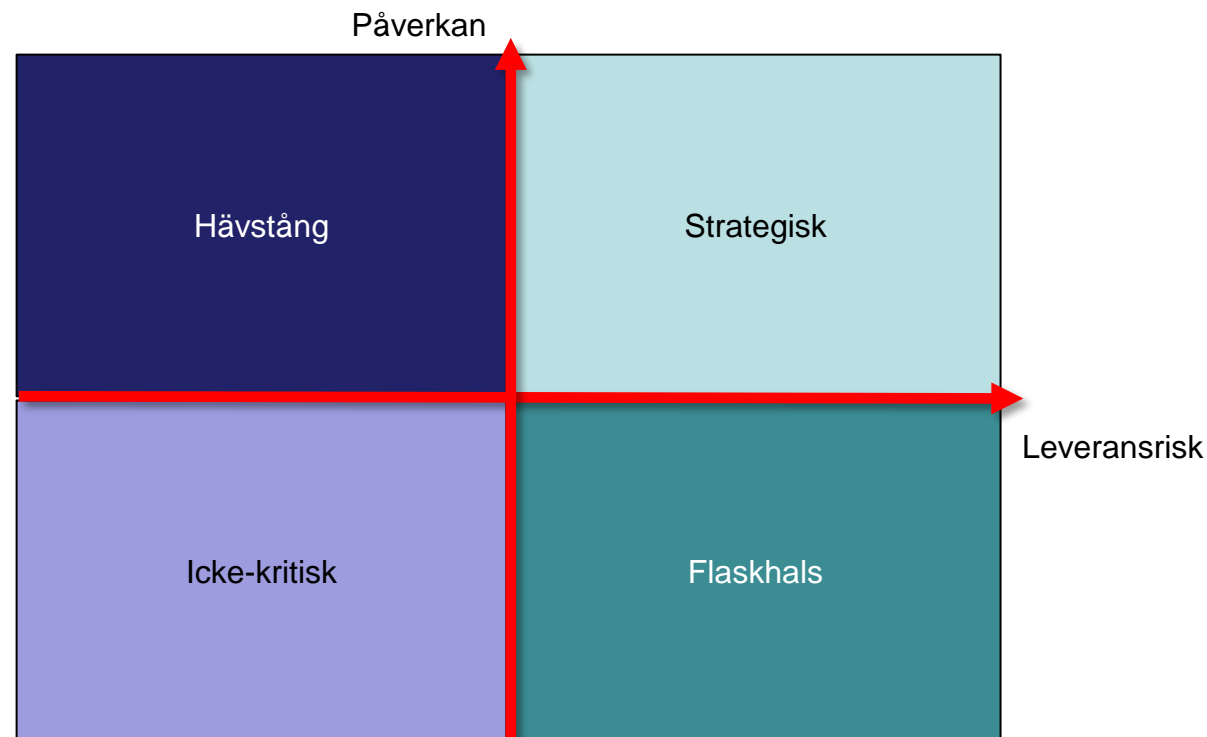 Påverkan
Hävstång
Strategisk
Leveransrisk
Icke-kritisk
Flaskhals